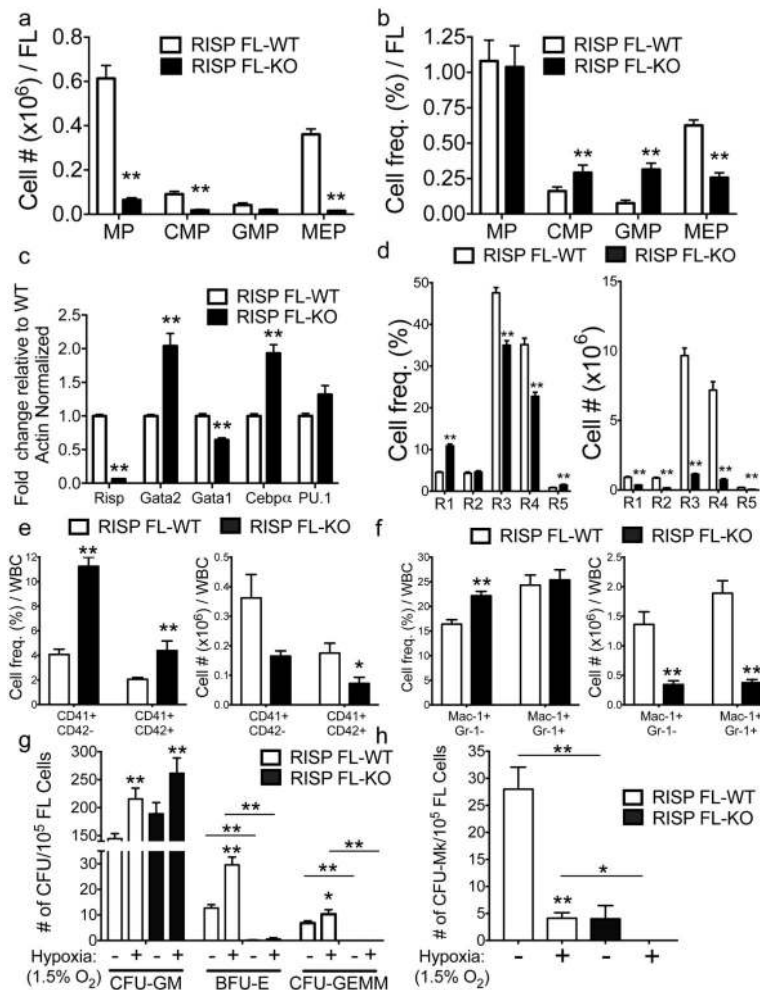 a
RISP FL-WT
RISP FL-KO
Cell # (x10⁶) / FL
0.8
0.6
0.4
0.2
0.0
**
**
**
MP CMP GMP MEP
b
RISP FL-WT
RISP FL-KO
Cell freq. (%) / FL
1.25
1.00
0.75
0.50
0.25
0.00
**
**
**
MP CMP GMP MEP
c
RISP FL-WT
RISP FL-KO
Fold change relative to WT
Actin Normalized
2.5
2.0
1.5
1.0
0.5
0.0
**
**
**
**
Risp Gata2 Gata1 Cebpα PU.1
d
RISP FL-WT RISP FL-KO
Cell freq. (%)
50
40
30
20
10
0
**
**
**
**
R1 R2 R3 R4 R5
Cell # (x10⁶)
15
10
5
0
**
**
**
**
**
R1 R2 R3 R4 R5
e
RISP FL-WT RISP FL-KO
Cell freq. (%) / WBC
12
10
8
6
4
2
0
**
**
CD41+ CD41+
CD42- CD42+
Cell # (x10⁶) / WBC
0.5
0.4
0.3
0.2
0.1
0.0
*
CD41+ CD41+
CD42- CD42+
f
RISP FL-WT RISP FL-KO
Cell freq. (%) / WBC
30
25
20
15
10
5
0
**
Mac-1+ Mac-1+
Gr-1- Gr-1+
Cell # (x10⁶) / WBC
2.5
2.0
1.5
1.0
0.5
0.0
**
**
Mac-1+ Mac-1+
Gr-1- Gr-1+
g
RISP FL-WT
RISP FL-KO
# of CFU/10⁵ FL Cells
300
250
200
150
40
30
20
10
0
**
**
**
**
**
**
**
*
Hypoxia: - + - + - + - + - + - +
(1.5% O₂)
CFU-GM BFU-E CFU-GEMM
h
RISP FL-WT
RISP FL-KO
# of CFU-Mk/10⁵ FL Cells
35
30
25
20
15
10
5
0
**
*
**
Hypoxia: - + - +
(1.5% O₂)